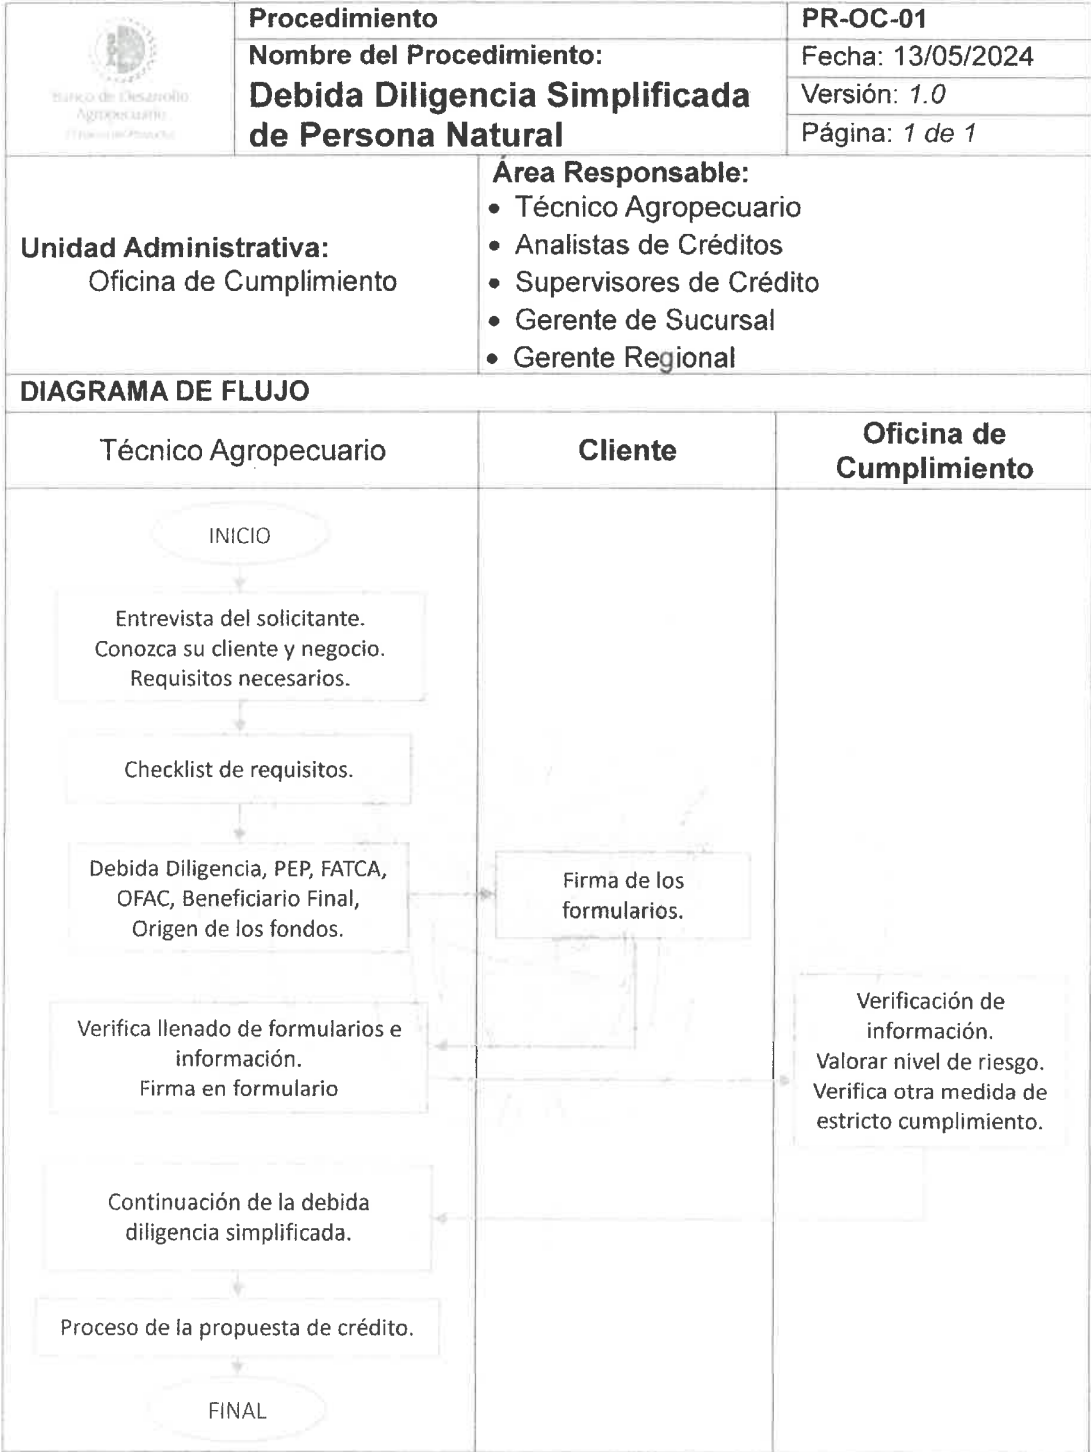 Banco de Desarrollo
Agropecuario
Procedimiento
Nombre del Procedimiento:
Debida Diligencia Simplificada
de Persona Natural
PR-OC-01
Fecha: 13/05/2024
Versión: 1.0
Página: 1 de 1
Unidad Administrativa:
Oficina de Cumplimiento
Área Responsable:
• Técnico Agropecuario
• Analistas de Créditos
• Supervisores de Crédito
• Gerente de Sucursal
• Gerente Regional
DIAGRAMA DE FLUJO
Técnico Agropecuario
Cliente
Oficina de
Cumplimiento
INICIO
Entrevista del solicitante.
Conozca su cliente y negocio.
Requisitos necesarios.
Checklist de requisitos.
Debida Diligencia, PEP, FATCA,
OFAC, Beneficiario Final,
Origen de los fondos.
Firma de los
formularios.
Verifica llenado de formularios e
información.
Firma en formulario
Verificación de
información.
Valorar nivel de riesgo.
Verifica otra medida de
estricto cumplimiento.
Continuación de la debida
diligencia simplificada.
Proceso de la propuesta de crédito.
FINAL